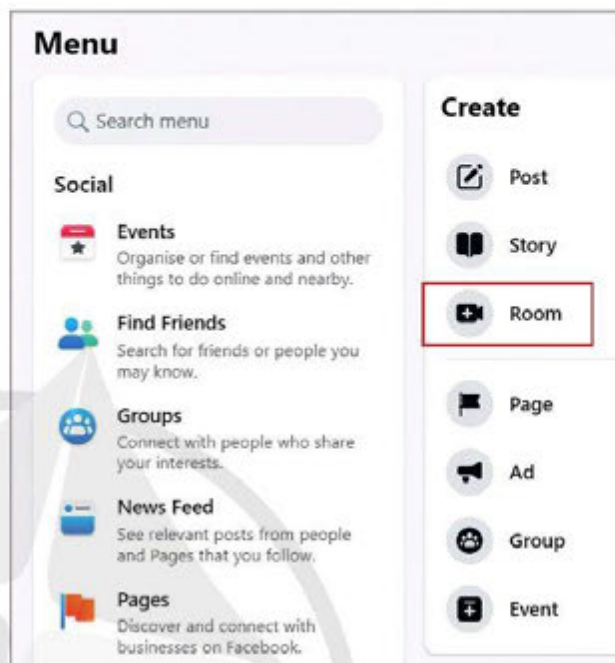 Menu
Search menu
Social
Events
Organise or find events and other
things to do online and nearby.
Find Friends
Search for friends or people you
may know.
Groups
Connect with people who share
your interests.
News Feed
See relevant posts from people
and Pages that you follow.
Pages
Discover and connect with
businesses on Facebook.
Create
Post
Story
Room
Page
Ad
Group
Event